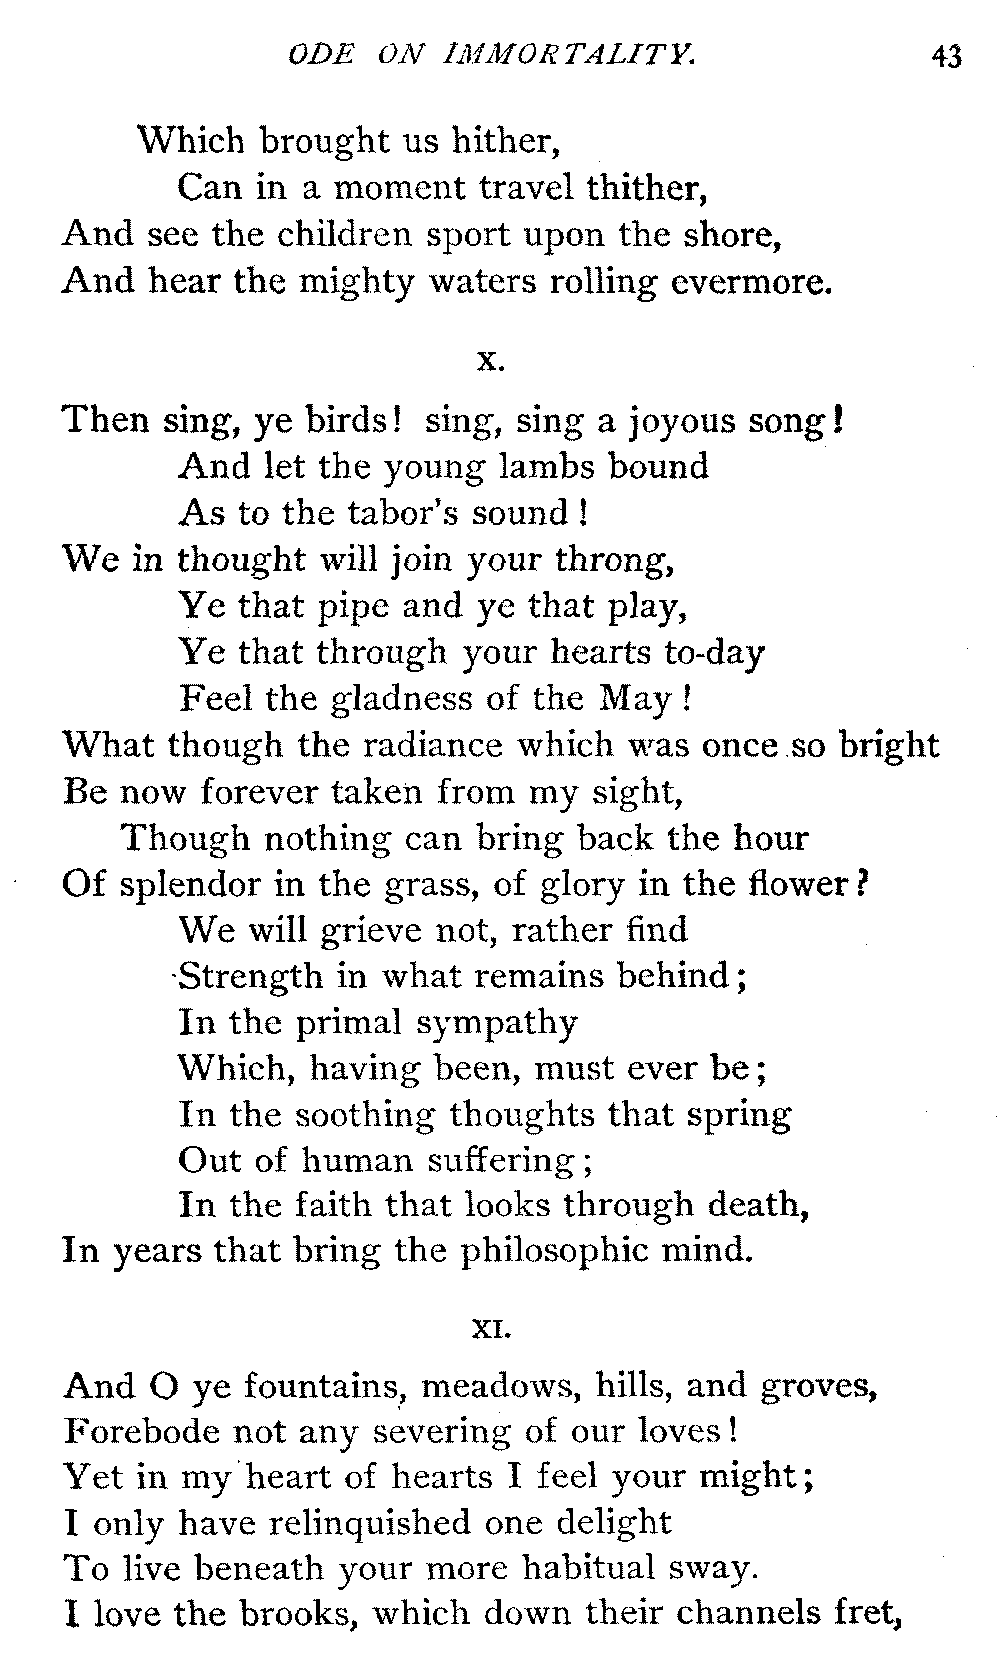 ODE ON IMMORTALITY. 43
Which brought us hither,
Can in a moment travel thither,
And see the children sport upon the shore,
And hear the mighty waters rolling evermore.
X.
Then sing, ye birds! sing, sing a joyous song!
And let the young lambs bound
As to the tabor's sound!
We in thought will join your throng,
Ye that pipe and ye that play,
Ye that through your hearts to-day
Feel the gladness of the May!
What though the radiance which was once so bright
Be now forever taken from my sight,
Though nothing can bring back the hour
Of splendor in the grass, of glory in the flower?
We will grieve not, rather find
Strength in what remains behind;
In the primal sympathy
Which, having been, must ever be;
In the soothing thoughts that spring
Out of human suffering;
In the faith that looks through death,
In years that bring the philosophic mind.
XI.
And O ye fountains, meadows, hills, and groves,
Forebode not any severing of our loves!
Yet in my heart of hearts I feel your might;
I only have relinquished one delight
To live beneath your more habitual sway.
I love the brooks, which down their channels fret,